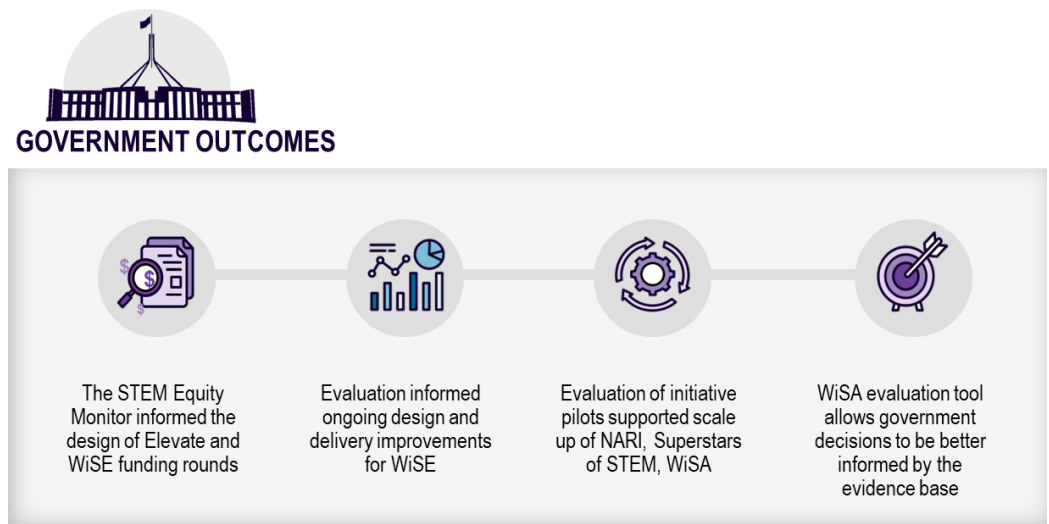 GOVERNMENT OUTCOMES
$
$
$
The STEM Equity
Monitor informed the
design of Elevate and
WiSE funding rounds
Evaluation informed
ongoing design and
delivery improvements
for WiSE
Evaluation of initiative
pilots supported scale
up of NARI, Superstars
of STEM, WiSA
WiSA evaluation tool
allows government
decisions to be better
informed by the
evidence base